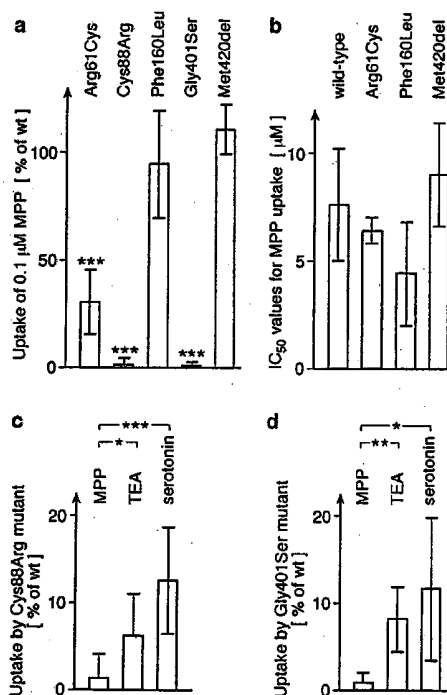 a
Arg61Cys
Cys88Arg
Phe160Leu
Gly401Ser
Met420del
Uptake of 0.1 µM MPP [ % of wt ]
100
50
0
***
***
***
b
wild-type
Arg61Cys
Phe160Leu
Met420del
IC50 values for MPP uptake [ µM ]
10
5
0
c
***
*
MPP
TEA
serotonin
Uptake by Cys88Arg mutant
[ % of wt ]
20
10
0
d
*
**
MPP
TEA
serotonin
Uptake by Gly401Ser mutant
[ % of wt ]
20
10
0